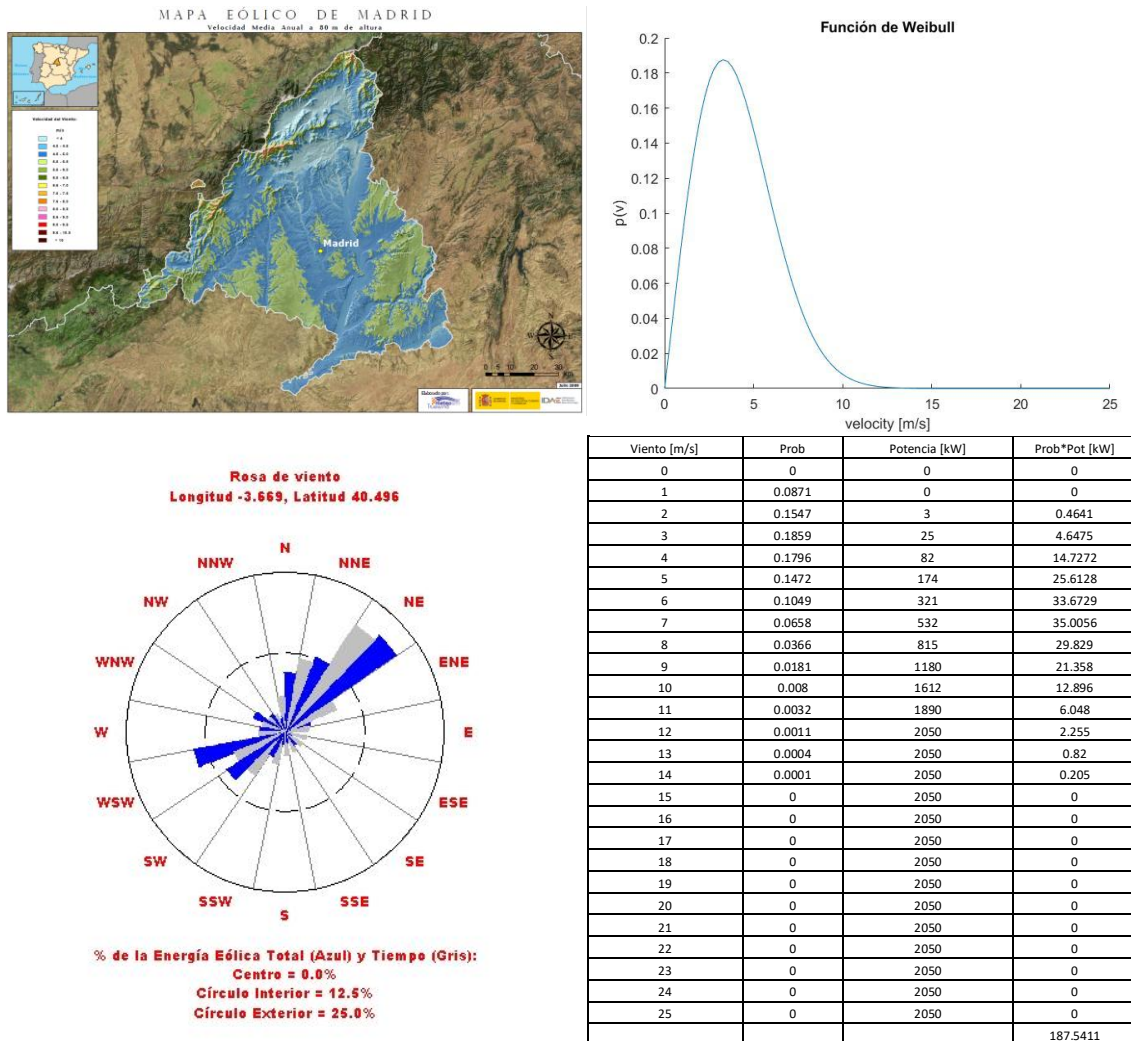 MAPA EÓLICO DE MADRID
Velocidad Media Anual a 80 m de altura
Velocidad del Viento
m/s
Madrid
Julio 2009
Elaborado por:
IDAE
Función de Weibull
p(v)
0.2
0.18
0.16
0.14
0.12
0.1
0.08
0.06
0.04
0.02
0
0 5 10 15 20 25
velocity [m/s]
Rosa de viento
Longitud -3.669, Latitud 40.496
N
NNE
NE
ENE
E
ESE
SE
SSE
S
SSW
SW
WSW
W
WNW
NW
NNW
% de la Energía Eólica Total (Azul) y Tiempo (Gris):
Centro = 0.0%
Círculo Interior = 12.5%
Círculo Exterior = 25.0%
Viento [m/s] Prob Potencia [kW] Prob*Pot [kW]
0 0 0 0
1 0.0871 0 0
2 0.1547 3 0.4641
3 0.1859 25 4.6475
4 0.1796 82 14.7272
5 0.1472 174 25.6128
6 0.1049 321 33.6729
7 0.0658 532 35.0056
8 0.0366 815 29.829
9 0.0181 1180 21.358
10 0.008 1612 12.896
11 0.0032 1890 6.048
12 0.0011 2050 2.255
13 0.0004 2050 0.82
14 0.0001 2050 0.205
15 0 2050 0
16 0 2050 0
17 0 2050 0
18 0 2050 0
19 0 2050 0
20 0 2050 0
21 0 2050 0
22 0 2050 0
23 0 2050 0
24 0 2050 0
25 0 2050 0
187.5411